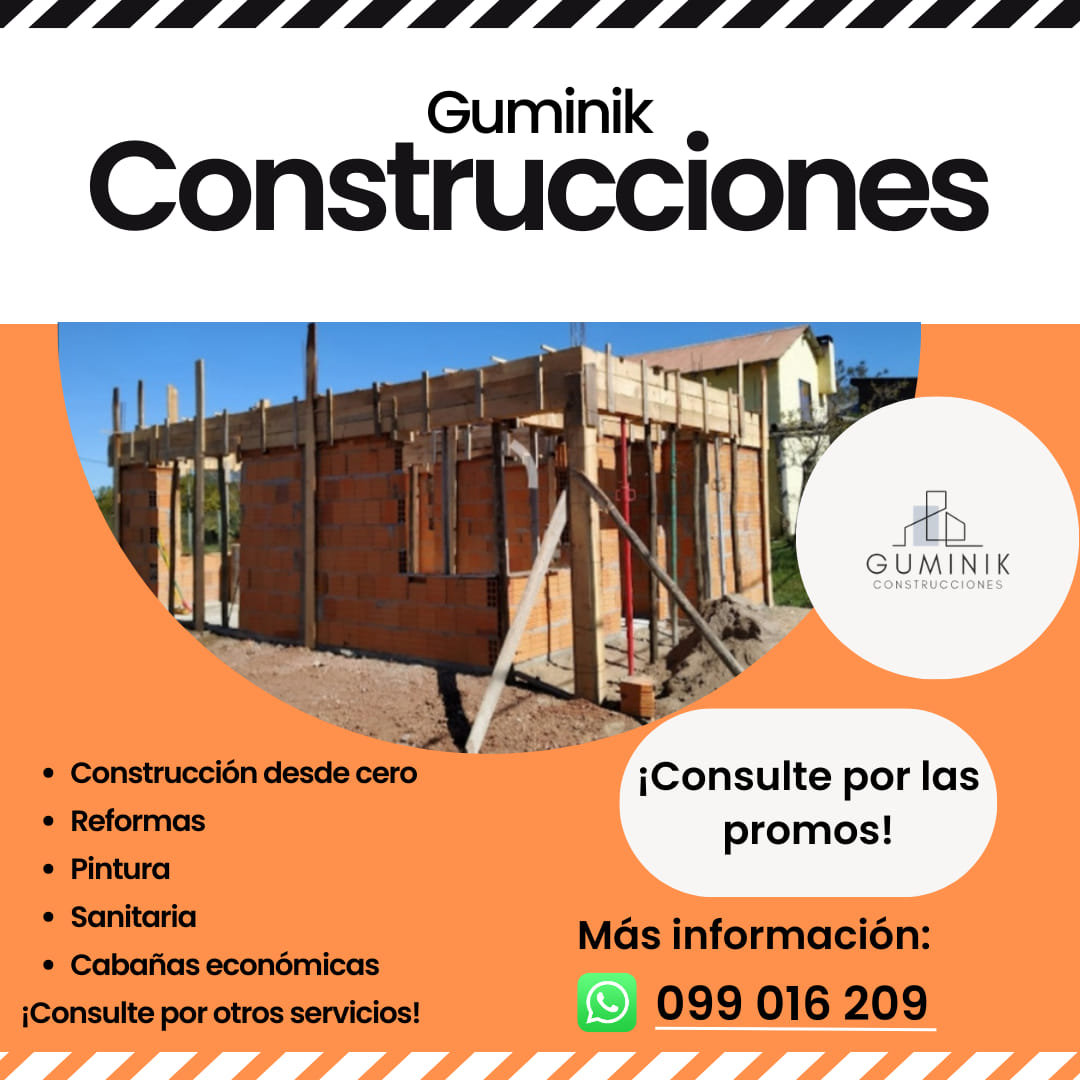 Guminik
Construcciones
GUMINIK
CONSTRUCCIONES
¡Consulte por las
promos!
• Construcción desde cero
• Reformas
• Pintura
• Sanitaria
• Cabañas económicas
¡Consulte por otros servicios!
Más información:
099 016 209